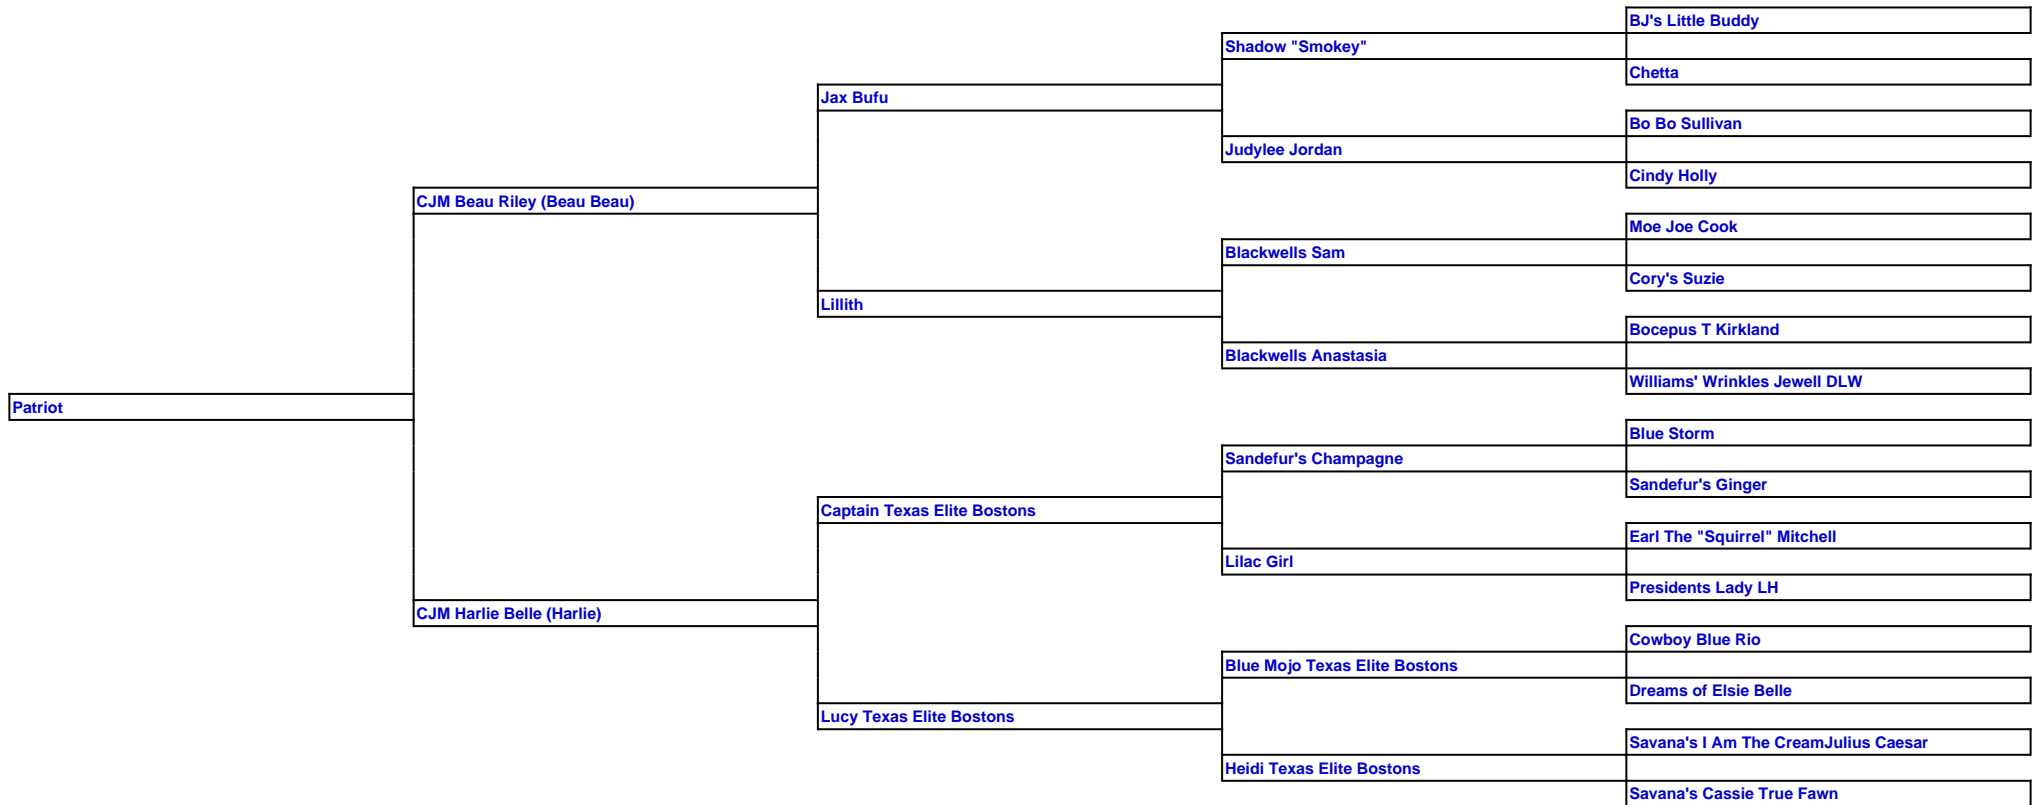 BJ's Little Buddy
Shadow "Smokey"
Chetta
Jax Bufu
Bo Bo Sullivan
Judylee Jordan
Cindy Holly
CJM Beau Riley (Beau Beau)
Moe Joe Cook
Blackwells Sam
Cory's Suzie
Lillith
Bocepus T Kirkland
Blackwells Anastasia
Williams' Wrinkles Jewell DLW
Patriot
Blue Storm
Sandefur's Champagne
Sandefur's Ginger
Captain Texas Elite Bostons
Earl The "Squirrel" Mitchell
Lilac Girl
Presidents Lady LH
CJM Harlie Belle (Harlie)
Cowboy Blue Rio
Blue Mojo Texas Elite Bostons
Dreams of Elsie Belle
Lucy Texas Elite Bostons
Savana's I Am The CreamJulius Caesar
Heidi Texas Elite Bostons
Savana's Cassie True Fawn